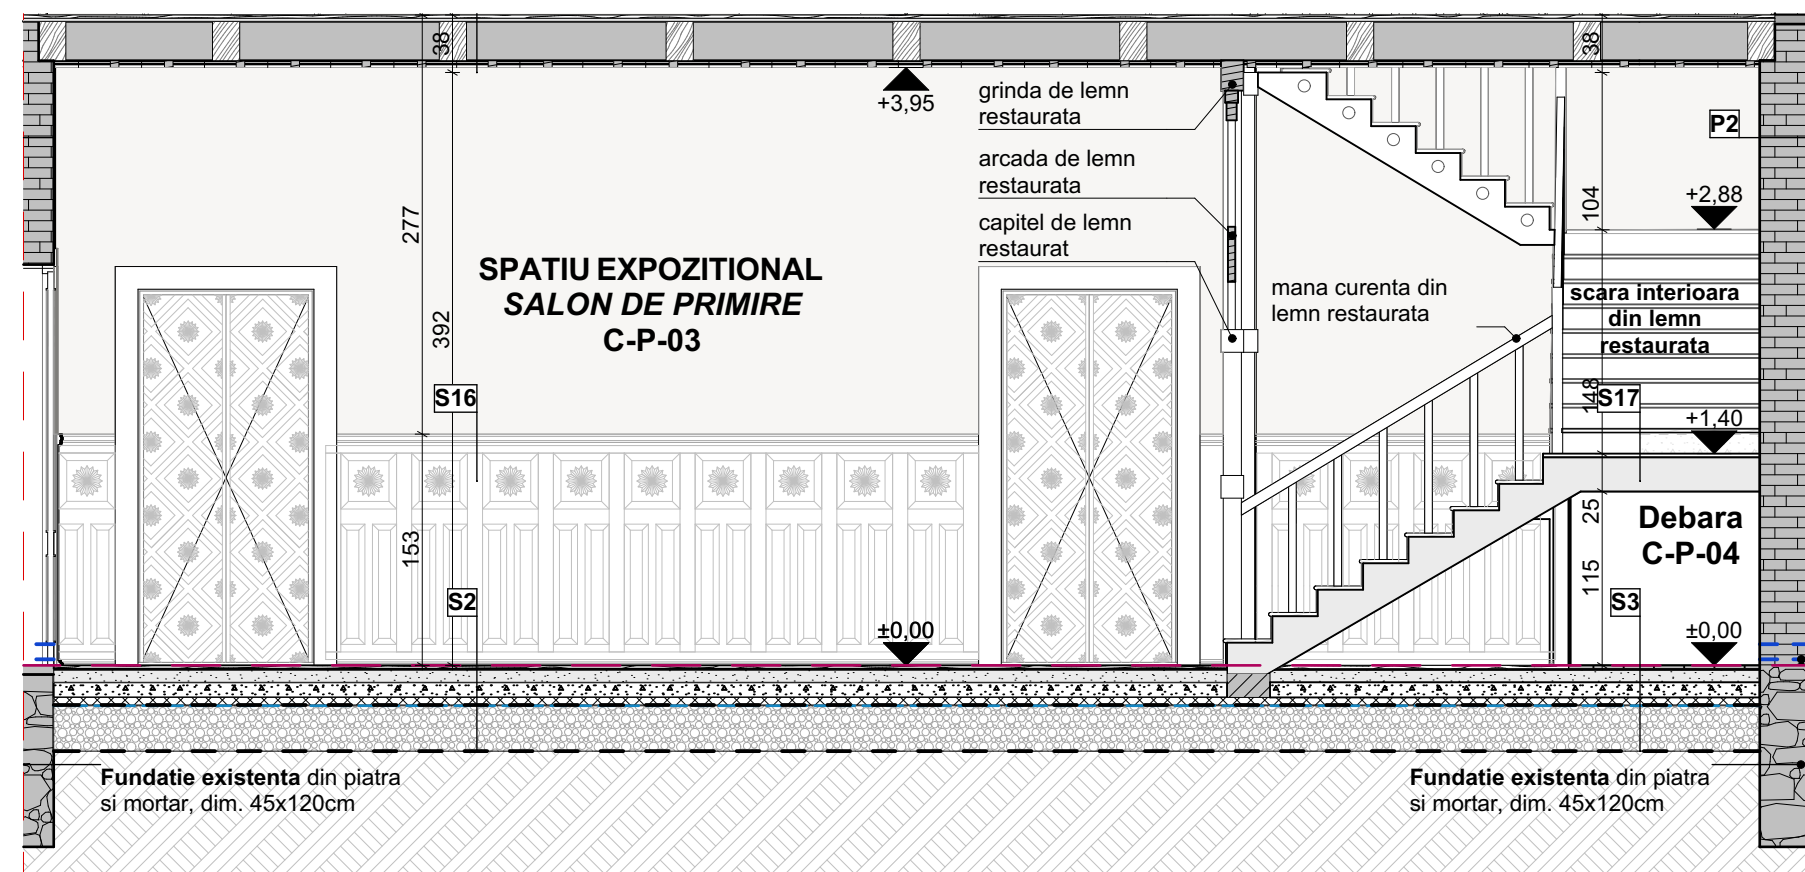 38
38
+3,95
grinda de lemn
restaurata
P2
arcada de lemn
restaurata
+2,88
104
277
capitel de lemn
restaurat
SPATIU EXPOZITIONAL
SALON DE PRIMIRE
C-P-03
392
mana curenta din
lemn restaurata
scara interioara
din lemn
restaurata
S16
148
S17
+1,40
153
25
Debara
C-P-04
115
S2
S3
±0,00
±0,00
Fundatie existenta din piatra
si mortar, dim. 45x120cm
Fundatie existenta din piatra
si mortar, dim. 45x120cm